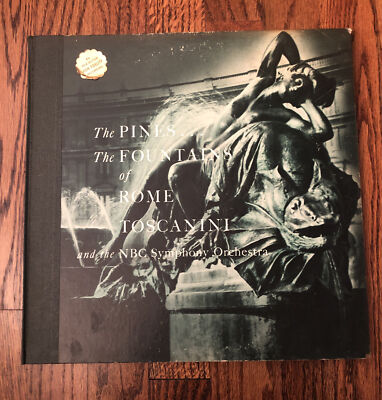 The PINES
The FOUNTAINS
of
ROME
TOSCANINI
and the NBC Symphony Orchestra